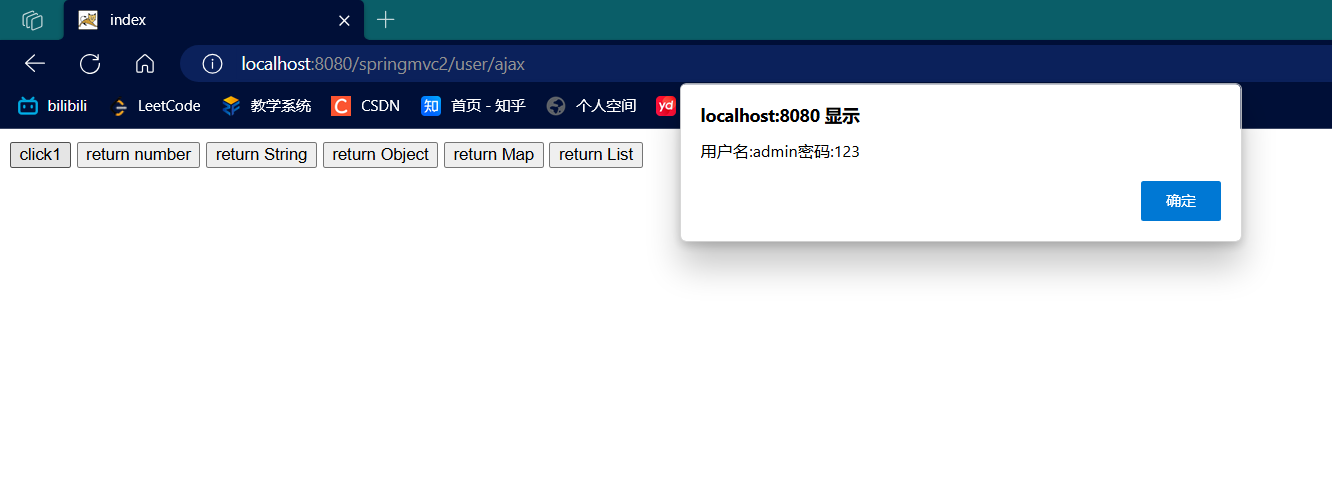 index
localhost:8080/springmvc2/user/ajax
bilibili LeetCode 教学系统 C CSDN 知 首页 - 知乎 个人空间 yd
localhost:8080 显示
用户名:admin密码:123
确定
click1 return number return String return Object return Map return List